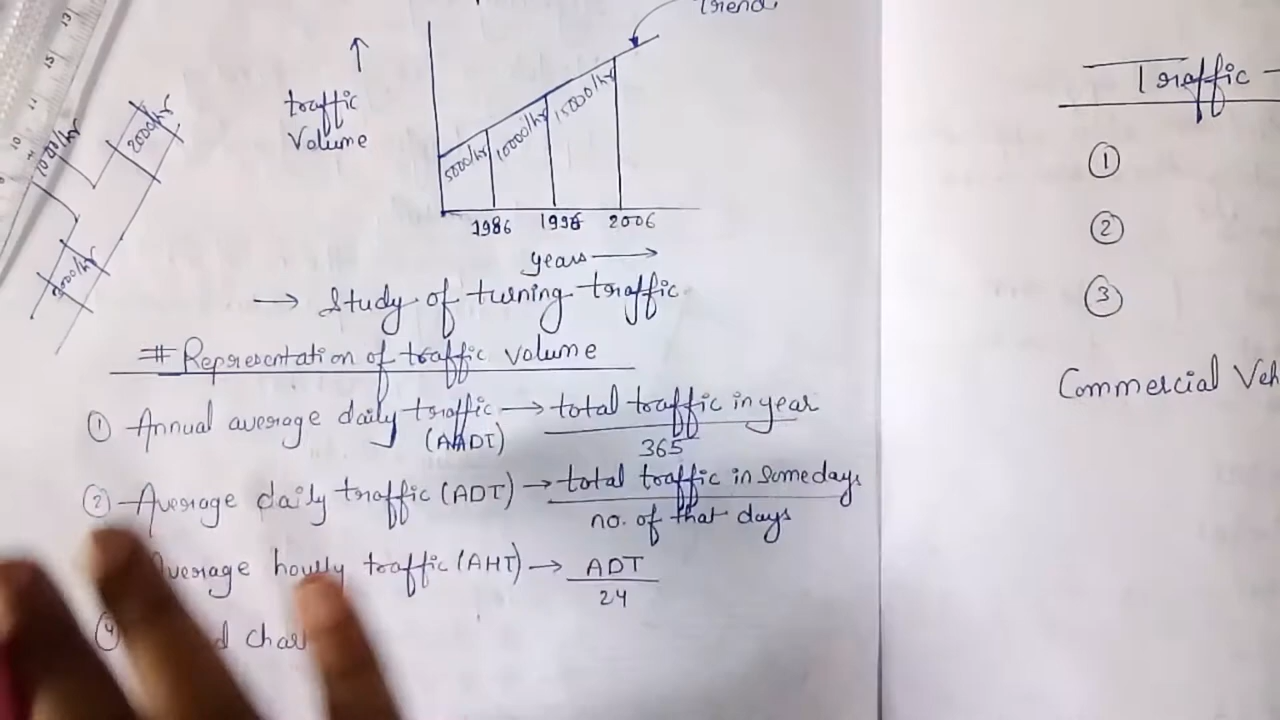 Trend
traffic
Volume
5000/hr
10000/hr
15000/hr
1000/hr
2000/hr
1986
1996
2006
years
→ Study of turning traffic
# Representation of traffic volume
① Annual average daily traffic → total traffic in year
(AADT)
365
② Average daily traffic (ADT) → total traffic in some days
no. of that days
verage hourly traffic (AHT) → ADT
24
④ d char
Traffic -
①
②
③
Commercial Veh